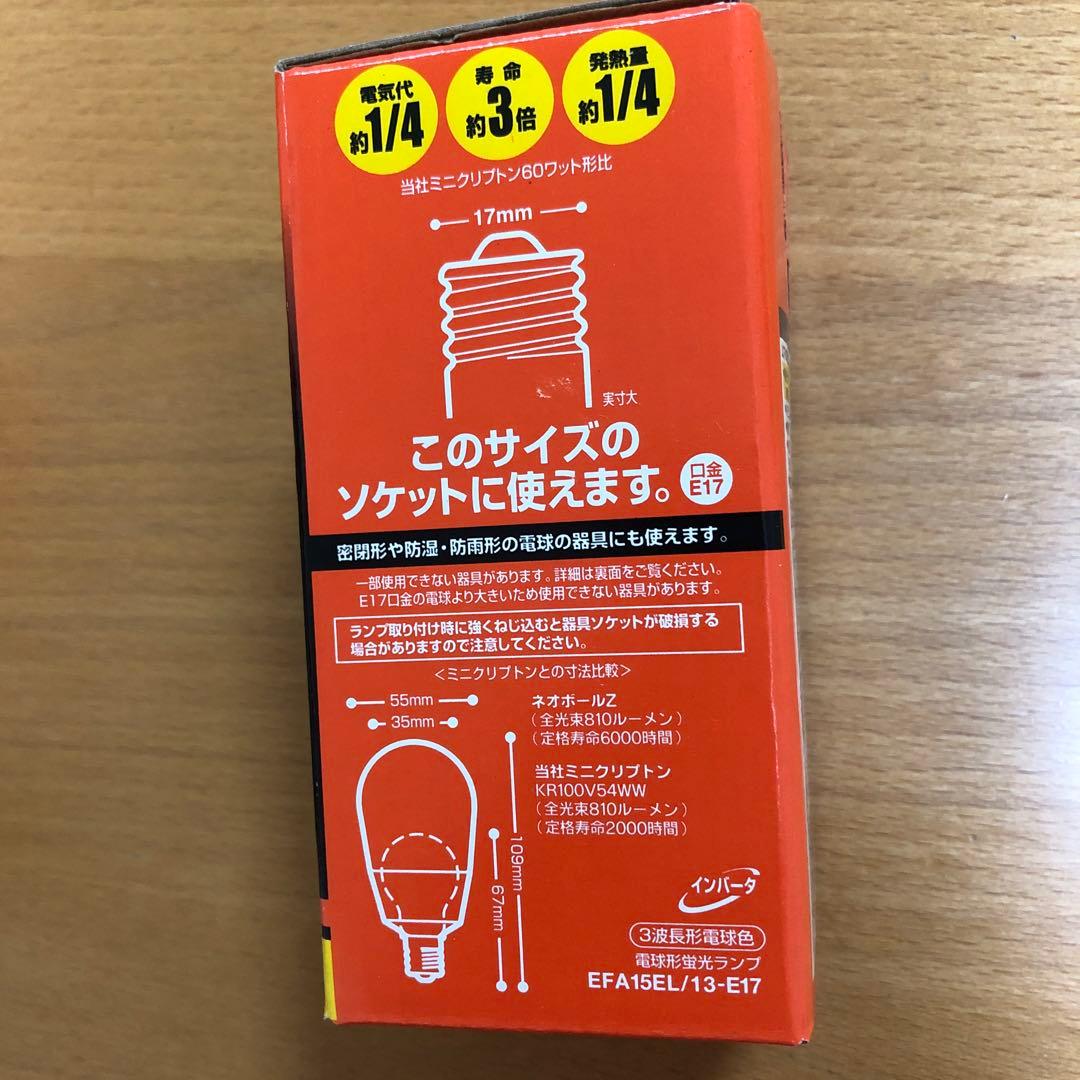 電気代
約1/4
寿命
約3倍
発熱量
約1/4
当社ミニクリプトン60ワット形比
17mm
実寸大
このサイズの
ソケットに使えます。
口金
E17
密閉形や防湿・防雨形の電球の器具にも使えます。
一部使用できない器具があります。詳細は裏面をご覧ください。
E17口金の電球より大きいため使用できない器具があります。
ランプ取り付け時に強くねじ込むと器具ソケットが破損する
場合がありますので注意してください。
＜ミニクリプトンとの寸法比較＞
55mm
35mm
109mm
67mm
ネオボールZ
（全光束810ルーメン）
（定格寿命6000時間）
当社ミニクリプトン
KR100V54WW
（全光束810ルーメン）
（定格寿命2000時間）
インバータ
3波長形電球色
電球形蛍光ランプ
EFA15EL/13-E17